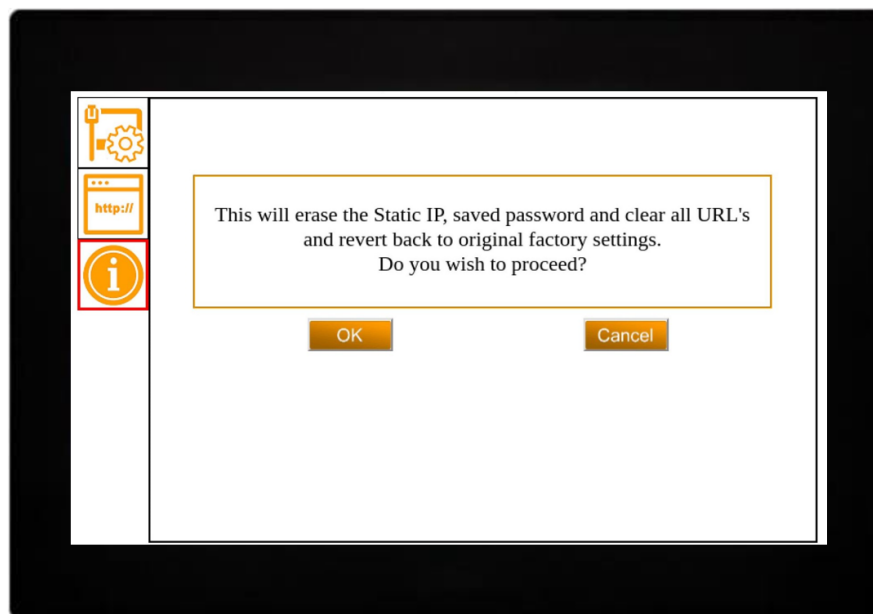 http://
This will erase the Static IP, saved password and clear all URL's
and revert back to original factory settings.
Do you wish to proceed?
i
OK
Cancel